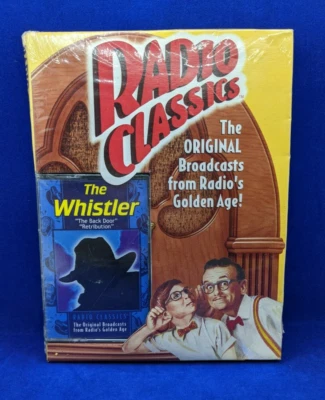 RADIO
CLASSICS
The
ORIGINAL
Broadcasts
from Radio's
Golden Age!
The
Whistler
"The Back Door"
"Retribution"
RADIO CLASSICS
The Original Broadcasts
from Radio's Golden Age